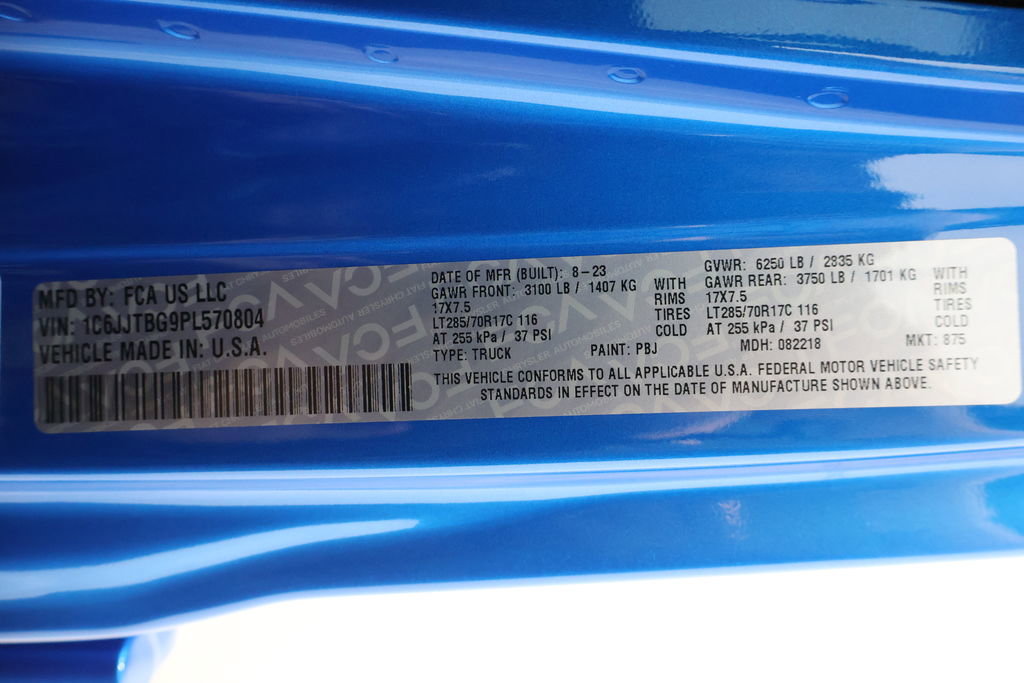 MFD BY: FCA US LLC
VIN: 1C6JJTBG9PL570804
VEHICLE MADE IN: U.S.A.
DATE OF MFR (BUILT): 8-23
GAWR FRONT: 3100 LB / 1407 KG WITH
17X7.5 RIMS
LT285/70R17C 116 TIRES
AT 255 kPa / 37 PSI COLD
TYPE: TRUCK
GVWR: 6250 LB / 2835 KG
GAWR REAR: 3750 LB / 1701 KG WITH
17X7.5 RIMS
LT285/70R17C 116 TIRES
AT 255 kPa / 37 PSI COLD
PAINT: PBJ MDH: 082218 MKT: 875
THIS VEHICLE CONFORMS TO ALL APPLICABLE U.S.A. FEDERAL MOTOR VEHICLE SAFETY
STANDARDS IN EFFECT ON THE DATE OF MANUFACTURE SHOWN ABOVE.